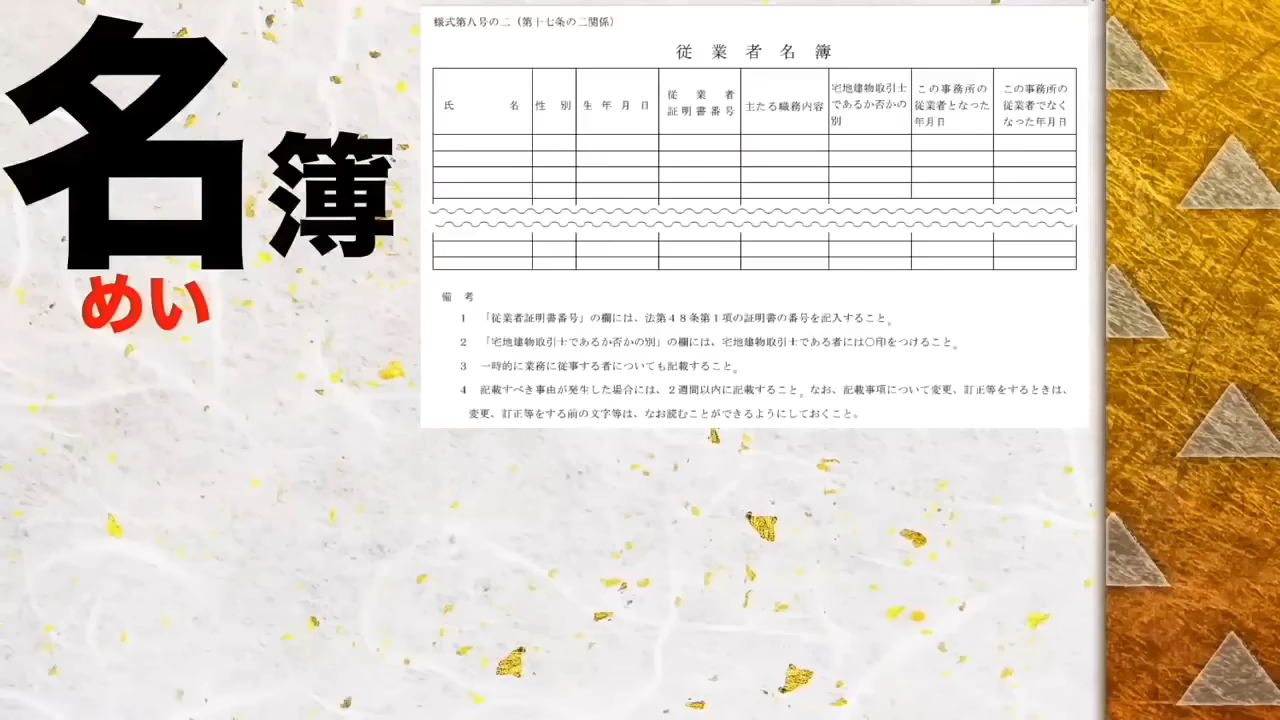 名簿
めい
様式第八号の二（第十七条の二関係）
従業者名簿
氏名
性別
生年月日
従業者
証明書番号
主たる職務内容
宅地建物取引士
であるか否かの
別
この事務所の
従業者となった
年月日
この事務所の
従業者でなく
なった年月日
備考
1 「従業者証明書番号」の欄には、法第４８条第１項の証明書の番号を記入すること。
2 「宅地建物取引士であるか否かの別」の欄には、宅地建物取引士である者には〇印をつけること。
3 一時的に業務に従事する者についても記載すること。
4 記載すべき事由が発生した場合には、２週間以内に記載すること。なお、記載事項について変更、訂正等をするときは、
変更、訂正等をする前の文字等は、なお読むことができるようにしておくこと。